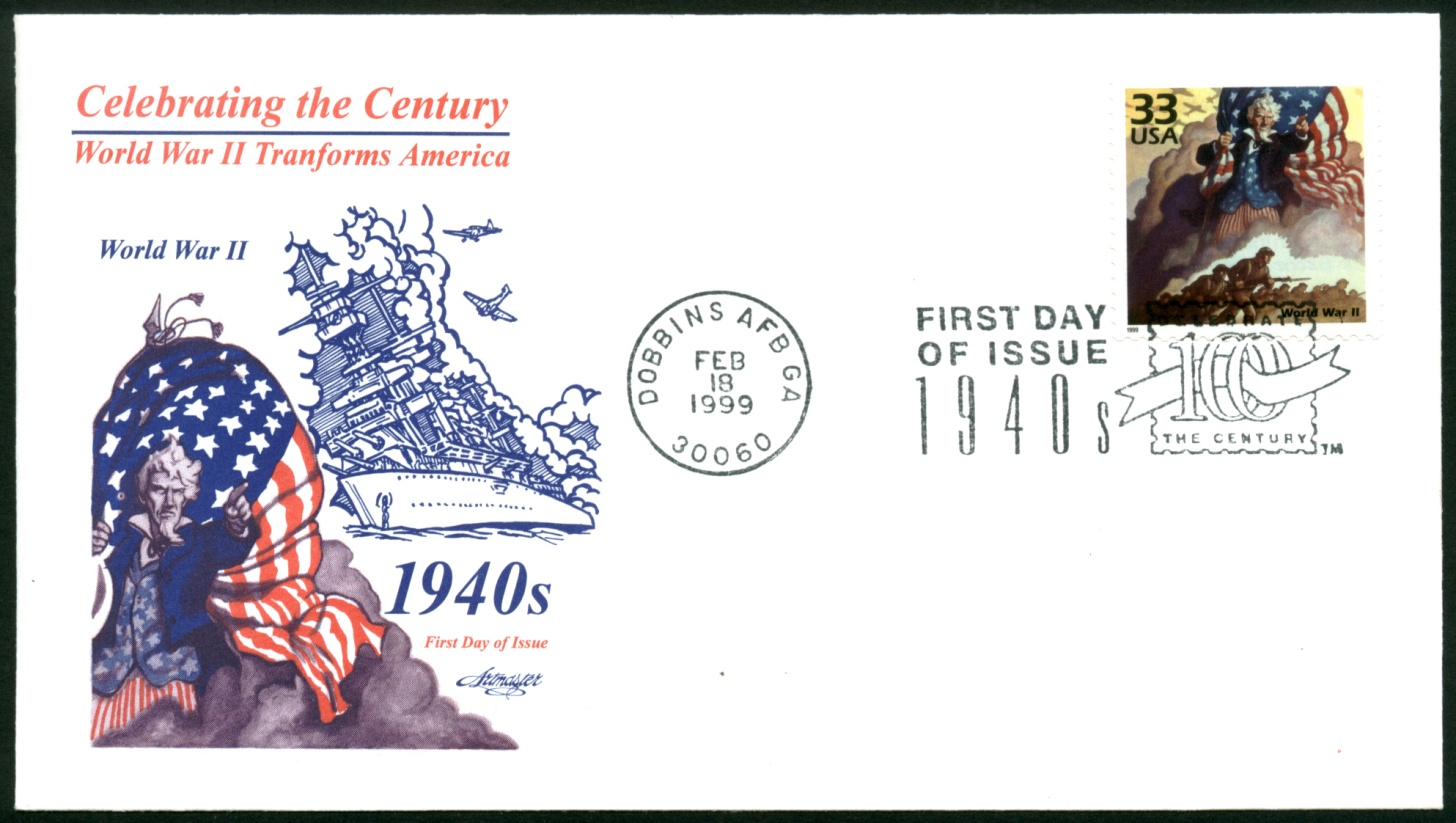 Celebrating the Century
World War II Tranforms America
World War II
1940s
First Day of Issue
Artmaster
DOBBINS AFB GA
FEB
18
1999
30060
FIRST DAY
OF ISSUE
1940s
33
USA
World War II
1999
CELEBRATE
100
THE CENTURY
TM